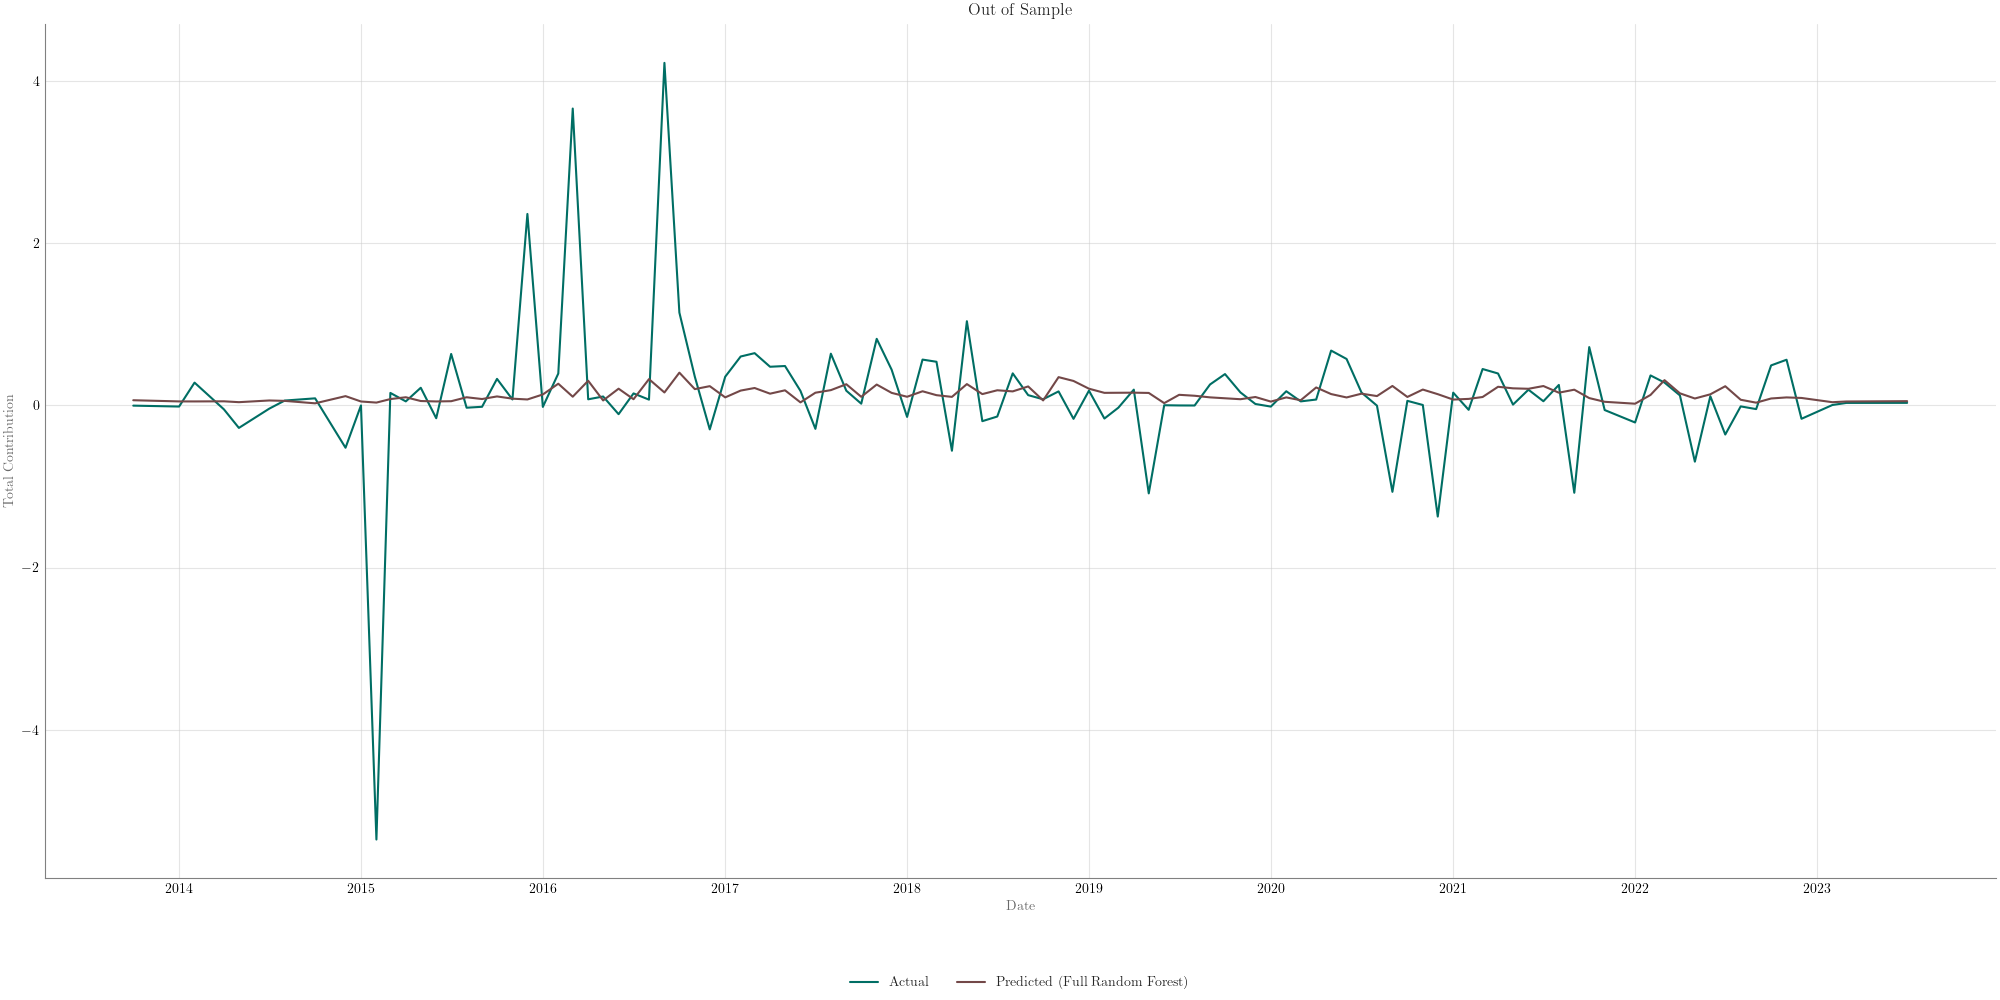 Out of Sample
Total Contribution
4
2
0
−2
−4
2014 2015 2016 2017 2018 2019 2020 2021 2022 2023
Date
Actual Predicted (Full Random Forest)